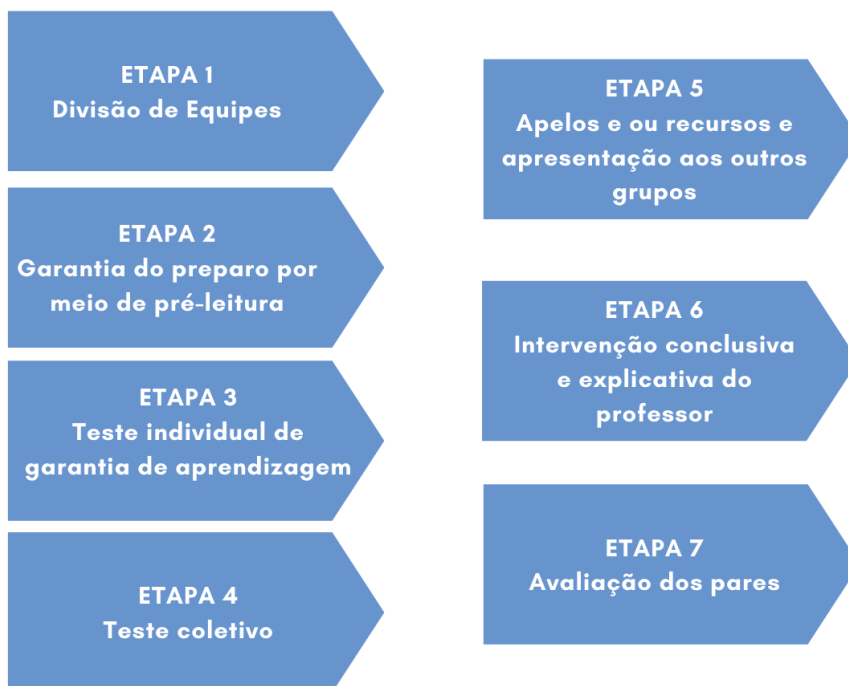 ETAPA 1
Divisão de Equipes
ETAPA 2
Garantia do preparo por
meio de pré-leitura
ETAPA 3
Teste individual de
garantia de aprendizagem
ETAPA 4
Teste coletivo
ETAPA 5
Apelos e ou recursos e
apresentação aos outros
grupos
ETAPA 6
Intervenção conclusiva
e explicativa do
professor
ETAPA 7
Avaliação dos pares